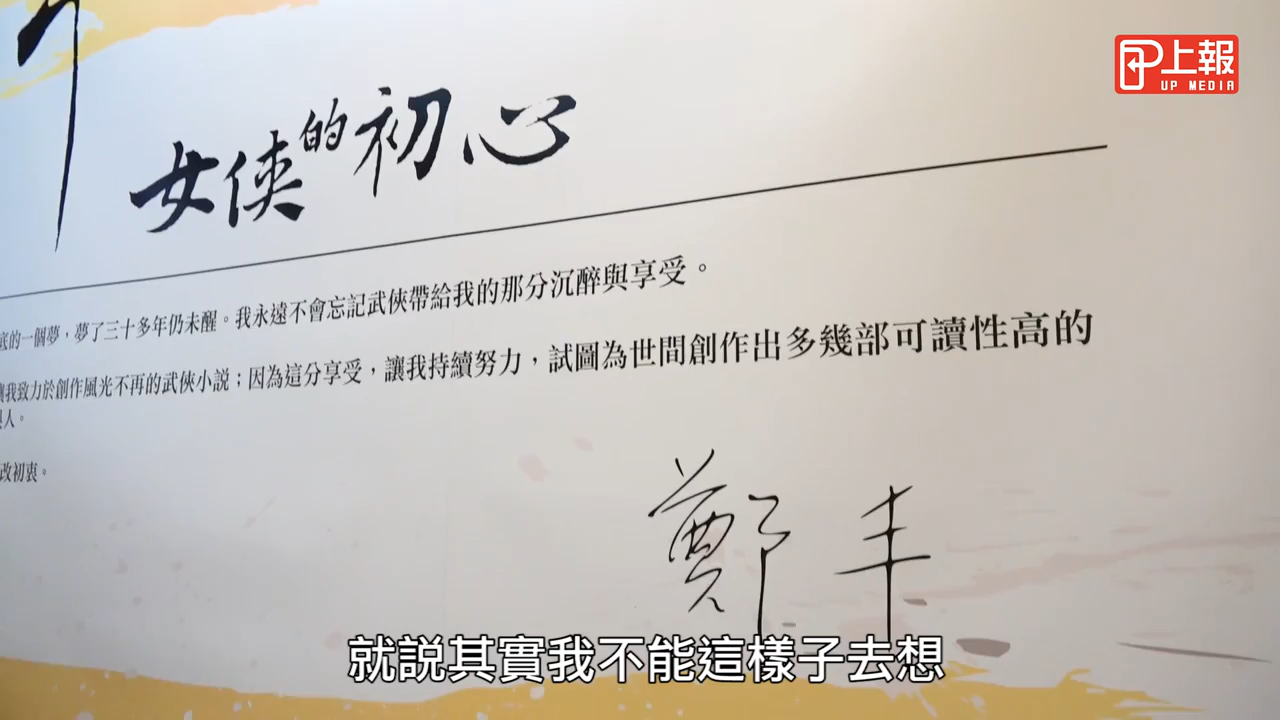 上報
UP MEDIA
女俠的初心
底的一個夢，夢了三十多年仍未醒。我永遠不會忘記武俠帶給我的那分沉醉與享受。
我致力於創作風光不再的武俠小說；因為這分享受，讓我持續努力，試圖為世間創作出多幾部可讀性高的
人。
改初衷。
鄭丰
就說其實我不能這樣子去想